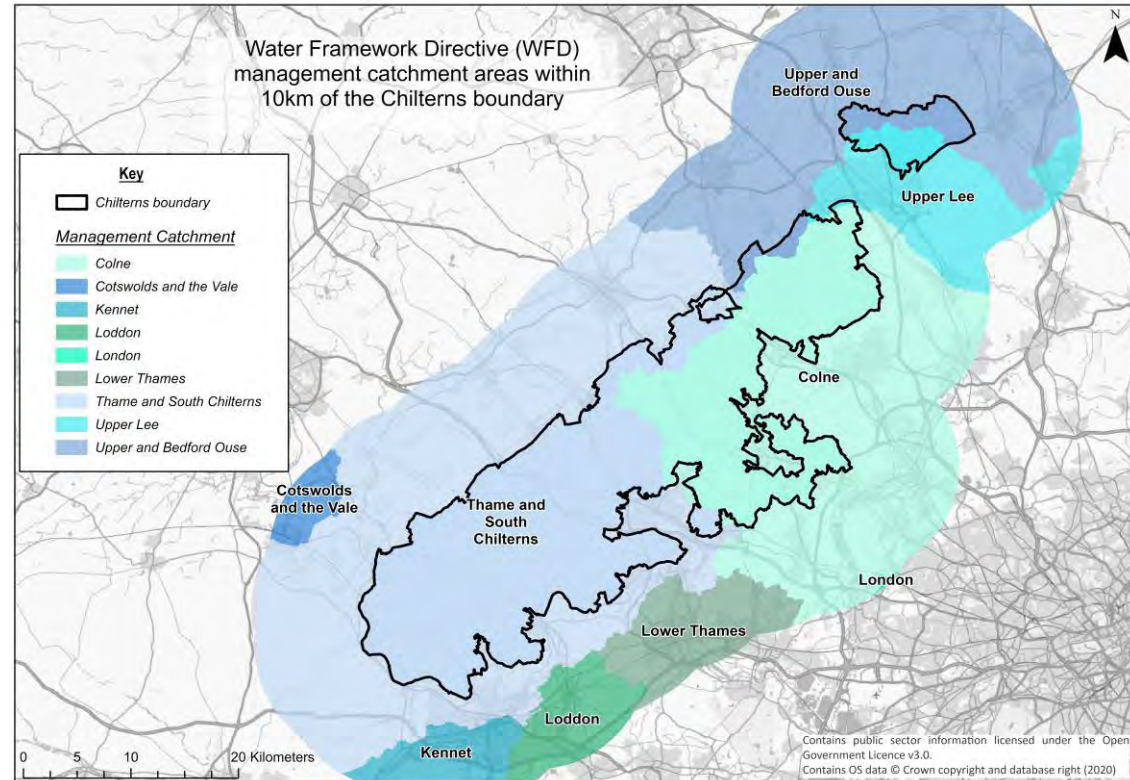 Water Framework Directive (WFD)
management catchment areas within
10km of the Chilterns boundary
N
Key
Chilterns boundary
Management Catchment
Colne
Cotswolds and the Vale
Kennet
Loddon
London
Lower Thames
Thame and South Chilterns
Upper Lee
Upper and Bedford Ouse
Upper and
Bedford Ouse
Upper Lee
Colne
Cotswolds
and the Vale
Thame and
South
Chilterns
London
Lower Thames
Loddon
Kennet
0 5 10 20 Kilometers
Contains public sector information licensed under the Open
Government Licence v3.0.
Contains OS data © Crown copyright and database right (2020)